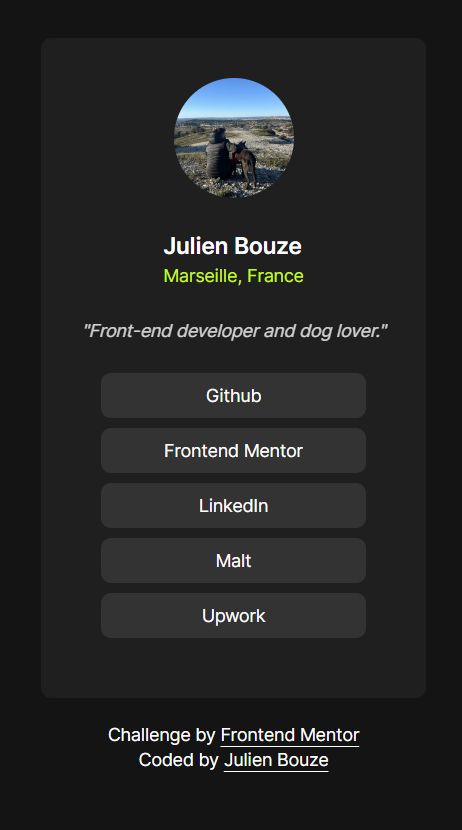 Julien Bouze
Marseille, France
"Front-end developer and dog lover."
Github
Frontend Mentor
LinkedIn
Malt
Upwork
Challenge by Frontend Mentor
Coded by Julien Bouze